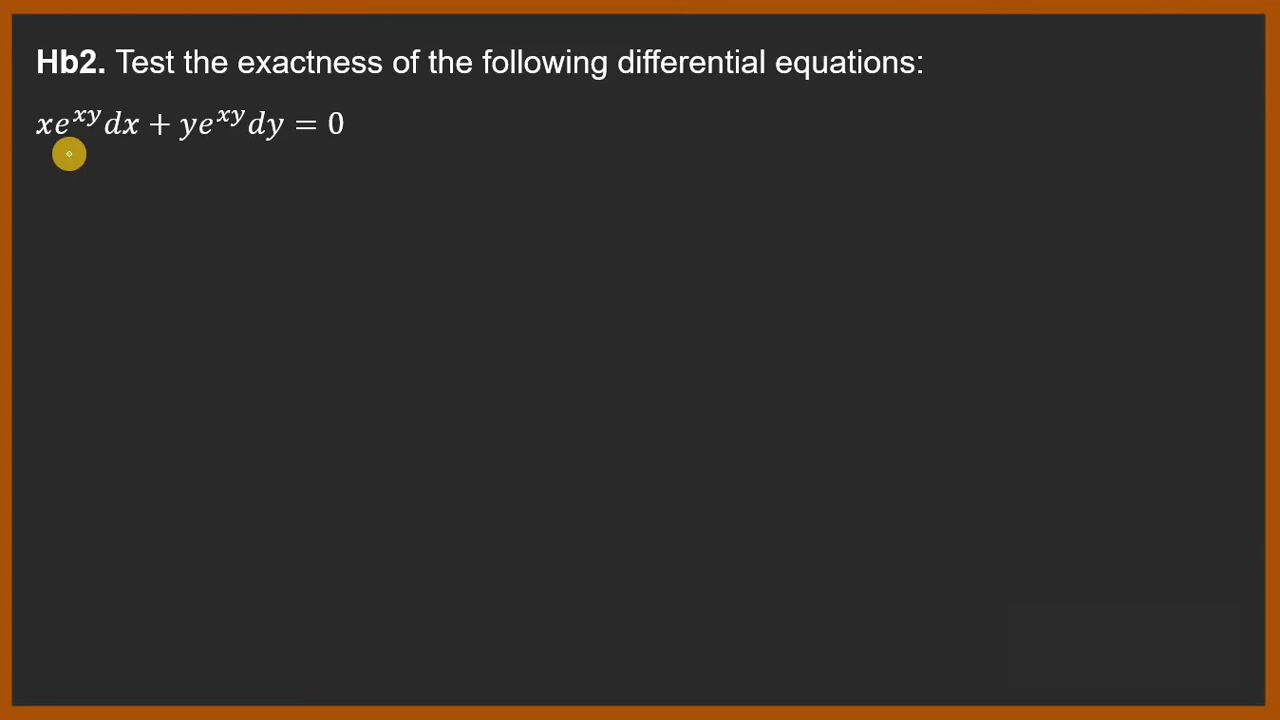 Hb2. Test the exactness of the following differential equations:
𝑥𝑒^{𝑥𝑦}𝑑𝑥 + 𝑦𝑒^{𝑥𝑦}𝑑𝑦 = 0